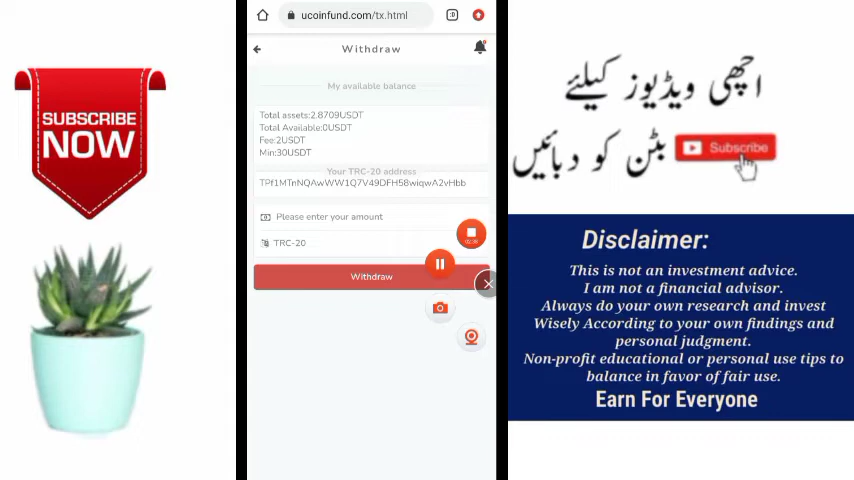 SUBSCRIBE
NOW
ucoinfund.com/tx.html
:D
Withdraw
My available balance
Total assets:2.8709USDT
Total Available:0USDT
Fee:2USDT
Min:30USDT
Your TRC-20 address
TPf1MTnNQAwWW1Q7V49DFH58wiqwA2vHbb
Please enter your amount
TRC-20
Withdraw
اچھی ویڈیوز کیلئے
بٹن کو دبائیں
Subscribe
Disclaimer:
This is not an investment advice.
I am not a financial advisor.
Always do your own research and invest
Wisely According to your own findings and
personal judgment.
Non-profit educational or personal use tips to
balance in favor of fair use.
Earn For Everyone